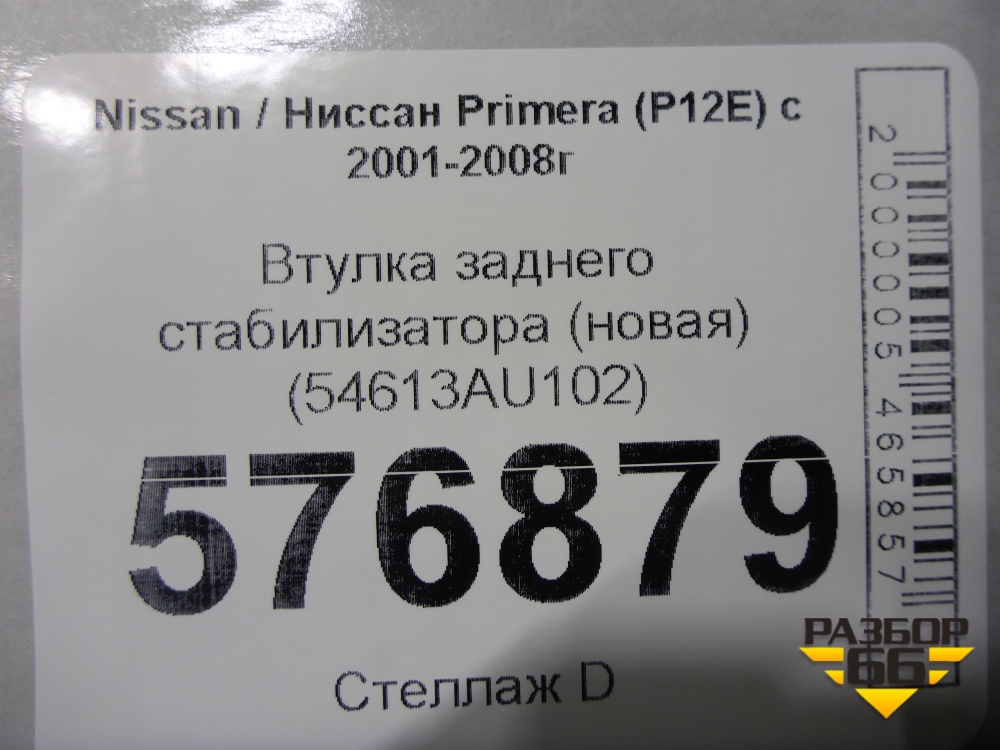 Nissan / Ниссан Primera (P12E) с
2001-2008г
Втулка заднего
стабилизатора (новая)
(54613AU102)
576879
Стеллаж D
2000005465857
РАЗБОР
66